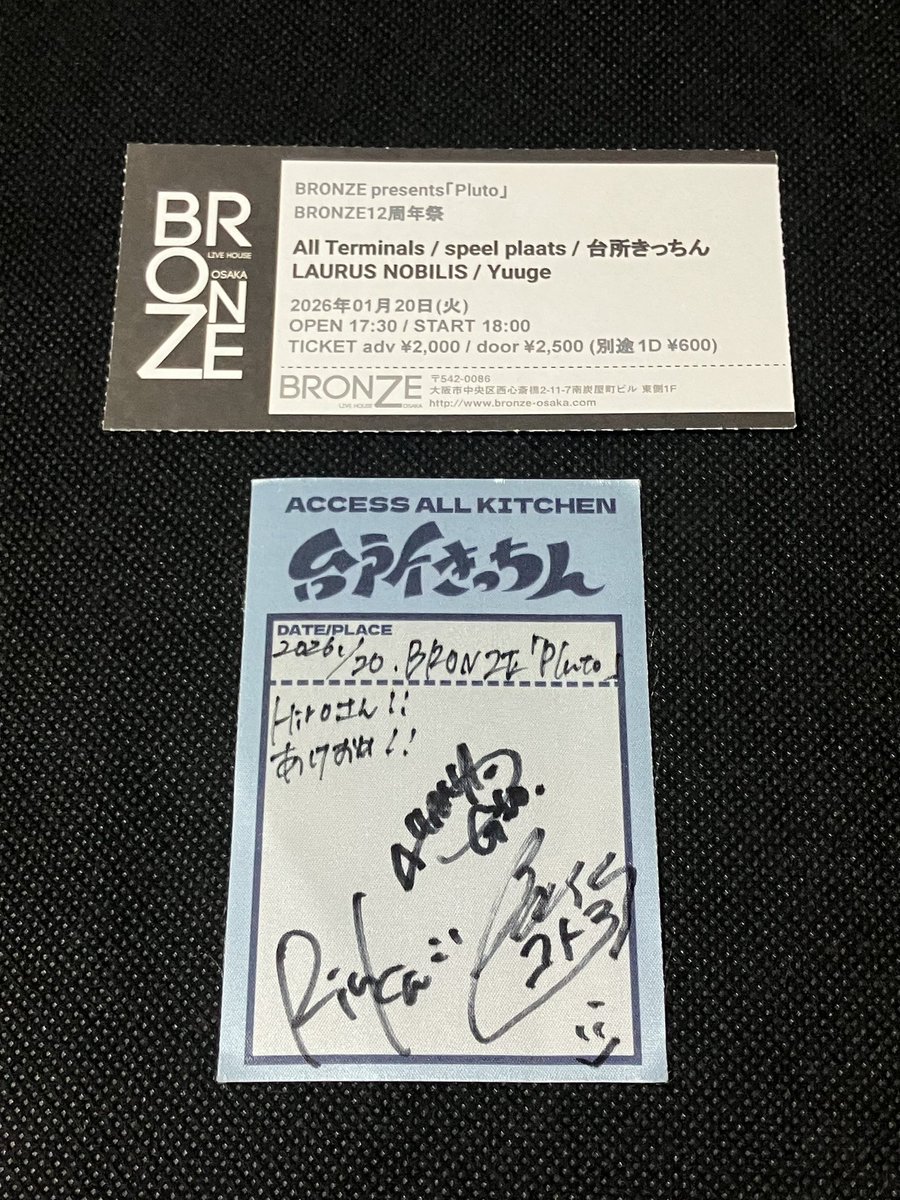 BRONZE
LIVE HOUSE
OSAKA
BRONZE presents「Pluto」
BRONZE12周年祭
All Terminals / speel plaats / 台所きっちん
LAURUS NOBILIS / Yuuge
2026年01月20日(火)
OPEN 17:30 / START 18:00
TICKET adv ¥2,000 / door ¥2,500 (別途1D ¥600)
BRONZE
LIVE HOUSE OSAKA
〒542-0086
大阪市中央区西心斎橋2-11-7南炭屋町ビル 東側1F
http://www.bronze-osaka.com
ACCESS ALL KITCHEN
台所きっちん
DATE/PLACE
2026.1/20.BRONZE「Pluto」
Hiroさん!!
あけおめ!!
Gt.
Rinka
コトヨ